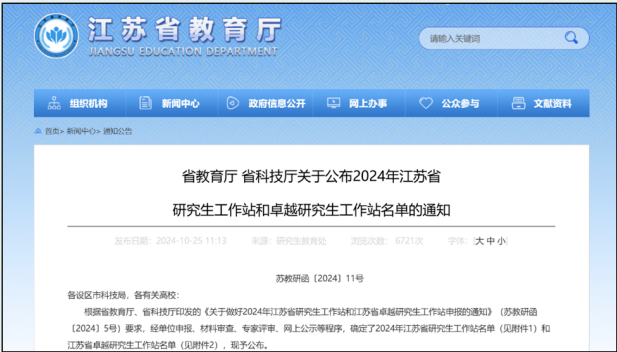 江苏省教育厅
JIANGSU EDUCATION DEPARTMENT
请输入关键词
组织机构 新闻中心 政府信息公开 网上办事 公众参与 文献资料
首页> 新闻中心> 通知公告
省教育厅 省科技厅关于公布2024年江苏省
研究生工作站和卓越研究生工作站名单的通知
发布日期：2024-10-25 11:13 来源：研究生教育处 浏览次数：6721次 字体：[大 中 小]
苏教研函〔2024〕11号
各设区市科技局，各有关高校：
根据省教育厅、省科技厅印发的《关于做好2024年江苏省研究生工作站和江苏省卓越研究生工作站申报的通知》（苏教研函
〔2024〕5号）要求，经单位申报、材料审查、专家评审、网上公示等程序，确定了2024年江苏省研究生工作站名单（见附件1）和
江苏省卓越研究生工作站名单（见附件2），现予公布。